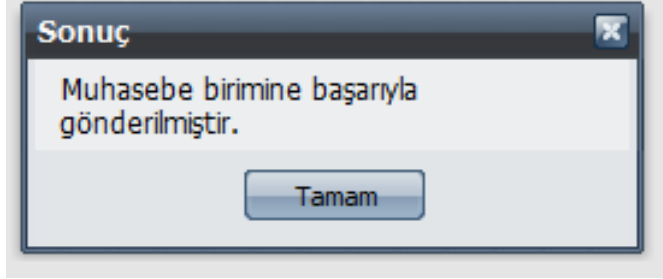 Sonuç
Muhasebe birimine başarıyla
gönderilmiştir.
Tamam